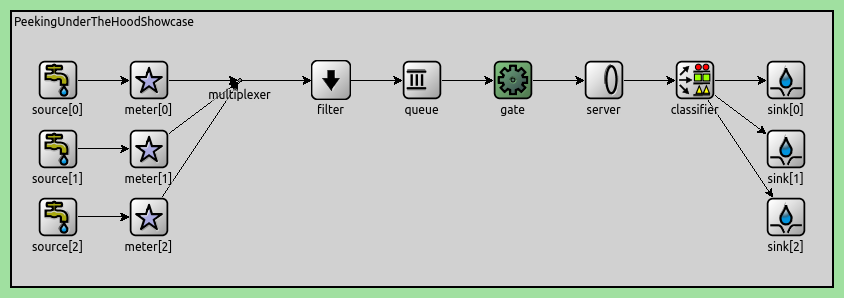 PeekingUnderTheHoodShowcase
source[0]
meter[0]
multiplexer
filter
queue
gate
server
classifier
sink[0]
source[1]
meter[1]
sink[1]
source[2]
meter[2]
sink[2]